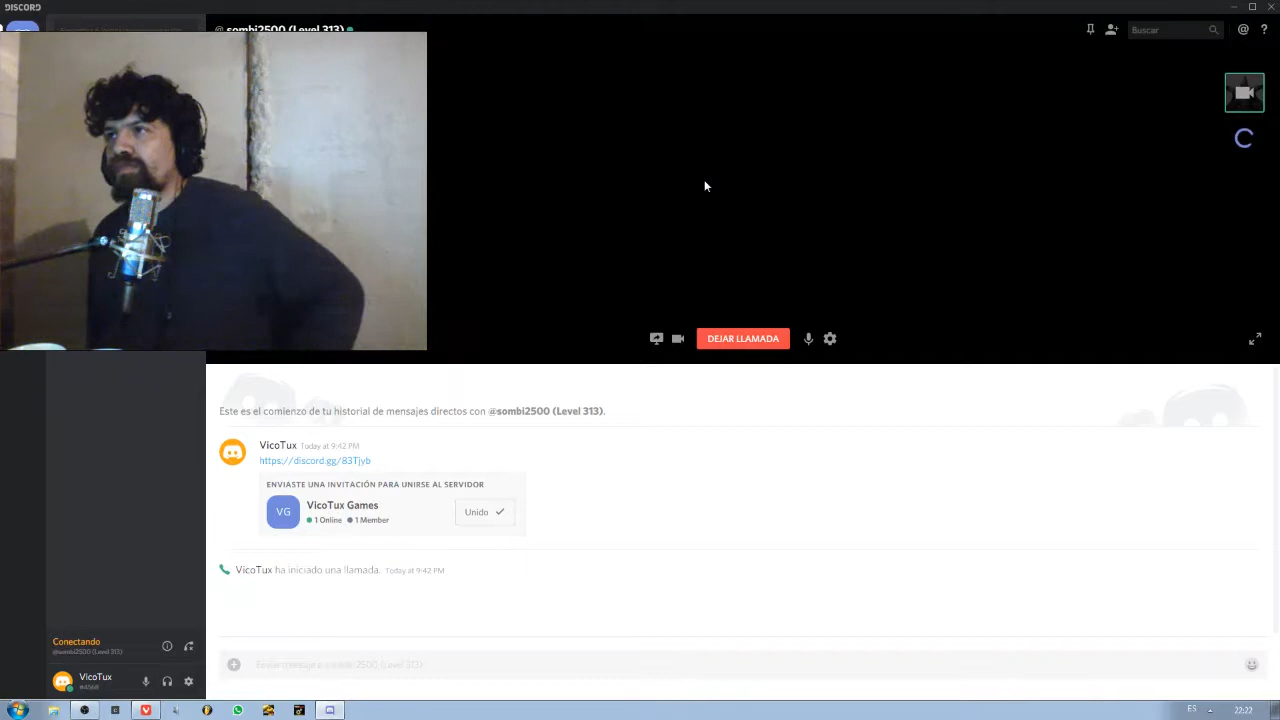 DISCORD
@ sombi2500 (Level 313)
Buscar
DEJAR LLAMADA
Este es el comienzo de tu historial de mensajes directos con @sombi2500 (Level 313).
VicoTux Today at 9:42 PM
https://discord.gg/83Tjyb
ENVIASTE UNA INVITACIÓN PARA UNIRSE AL SERVIDOR
VG
VicoTux Games
1 Online 1 Member
Unido
VicoTux ha iniciado una llamada. Today at 9:42 PM
Conectando
@sombi2500 (Level 313)
2500 (Level 313)
VicoTux
ES
22:22